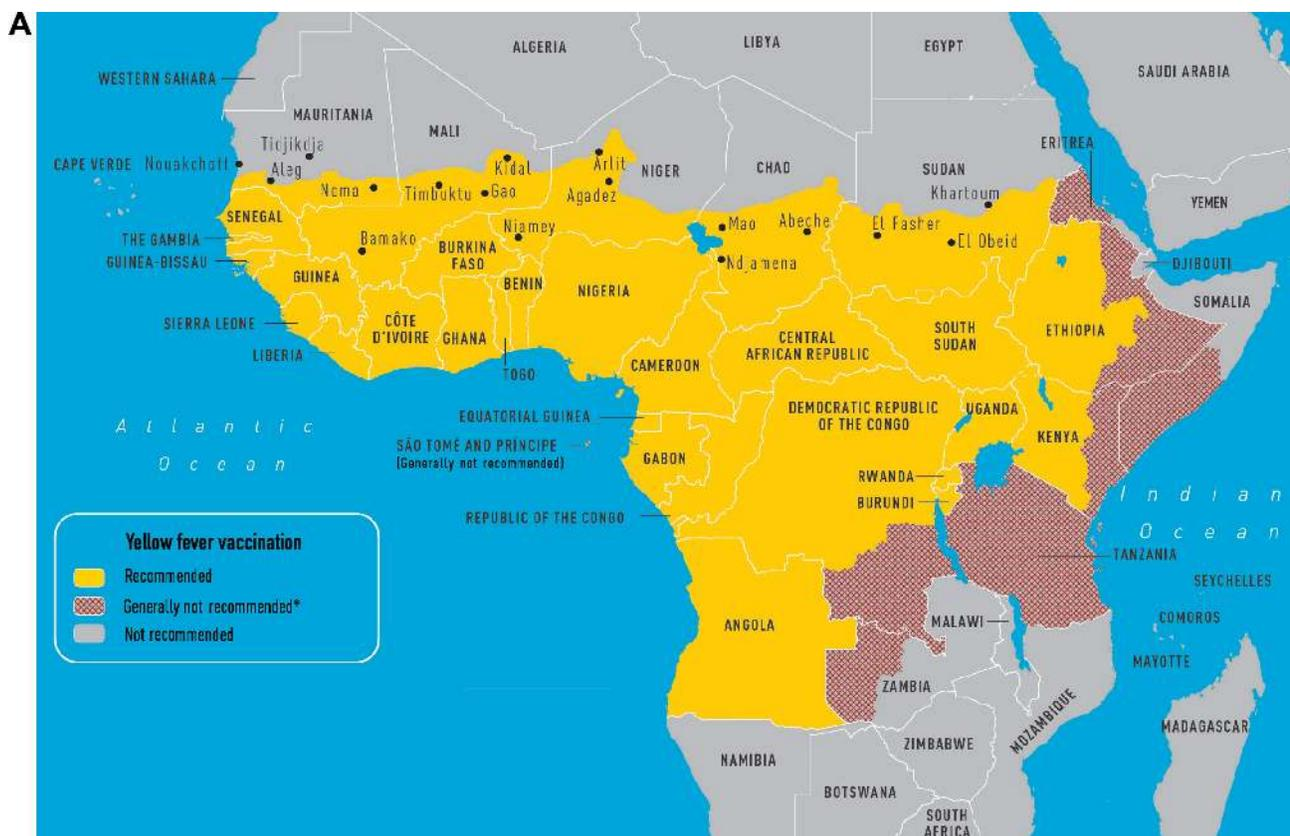 A
ALGERIA
LIBYA
EGYPT
SAUDI ARABIA
WESTERN SAHARA
MAURITANIA
MALI
NIGER
CHAD
SUDAN
ERITREA
YEMEN
CAPE VERDE
Nouakchott
Tidjikdja
Aleg
Nema
Timbuktu
Kidal
Gao
Arlit
Agadez
Mao
Abeche
El Fasher
Khartoum
El Obeid
SENEGAL
THE GAMBIA
GUINEA-BISSAU
Bamako
BURKINA
FASO
Niamey
Ndjamena
DJIBOUTI
SOMALIA
GUINEA
BENIN
NIGERIA
SIERRA LEONE
LIBERIA
CÔTE
D'IVOIRE
GHANA
TOGO
CAMEROON
CENTRAL
AFRICAN REPUBLIC
SOUTH
SUDAN
ETHIOPIA
EQUATORIAL GUINEA
SÃO TOMÉ AND PRÍNCIPE
(Generally not recommended)
GABON
DEMOCRATIC REPUBLIC
OF THE CONGO
UGANDA
KENYA
RWANDA
BURUNDI
REPUBLIC OF THE CONGO
Atlantic
Ocean
Indian
Ocean
TANZANIA
SEYCHELLES
COMOROS
MAYOTTE
ANGOLA
MALAWI
ZAMBIA
MOZAMBIQUE
MADAGASCAR
ZIMBABWE
NAMIBIA
BOTSWANA
SOUTH
AFRICA
Yellow fever vaccination
Recommended
Generally not recommended*
Not recommended